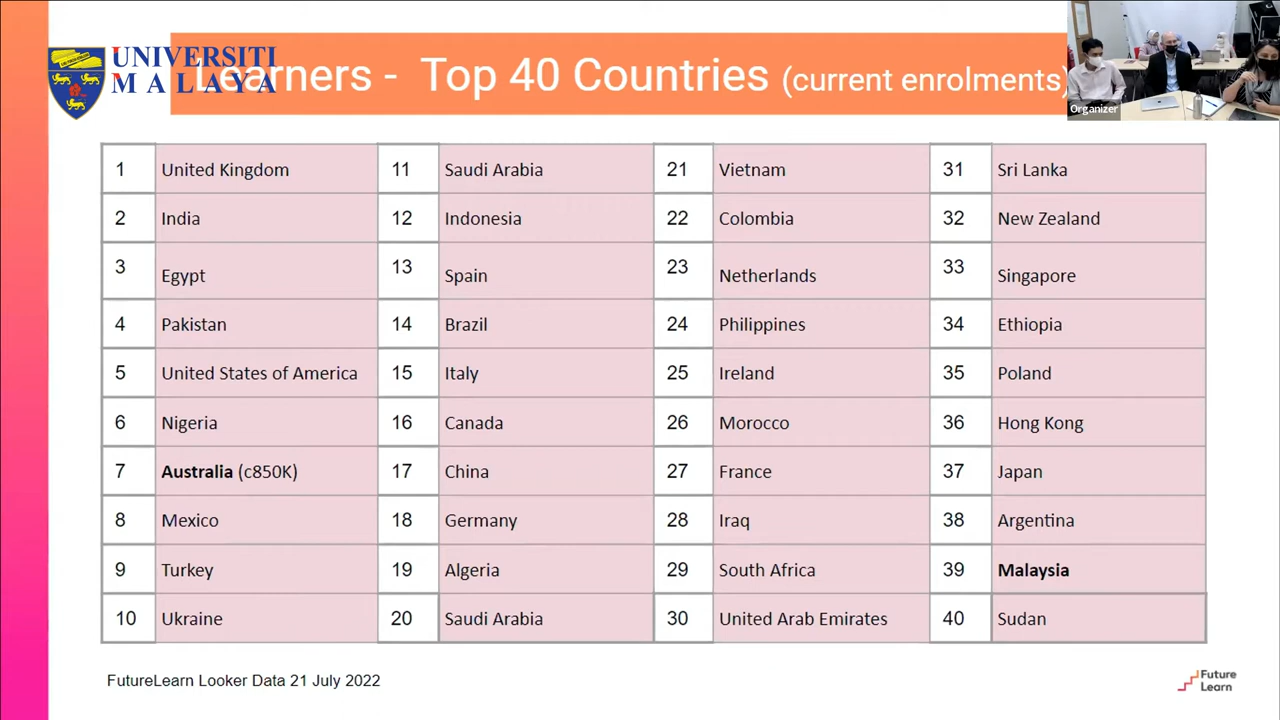 UNIVERSITI
MALAYA
Learners - Top 40 Countries (current enrolments)
Organizer
1 United Kingdom 11 Saudi Arabia 21 Vietnam 31 Sri Lanka
2 India 12 Indonesia 22 Colombia 32 New Zealand
3 Egypt 13 Spain 23 Netherlands 33 Singapore
4 Pakistan 14 Brazil 24 Philippines 34 Ethiopia
5 United States of America 15 Italy 25 Ireland 35 Poland
6 Nigeria 16 Canada 26 Morocco 36 Hong Kong
7 Australia (c850K) 17 China 27 France 37 Japan
8 Mexico 18 Germany 28 Iraq 38 Argentina
9 Turkey 19 Algeria 29 South Africa 39 Malaysia
10 Ukraine 20 Saudi Arabia 30 United Arab Emirates 40 Sudan
FutureLearn Looker Data 21 July 2022
Future
Learn